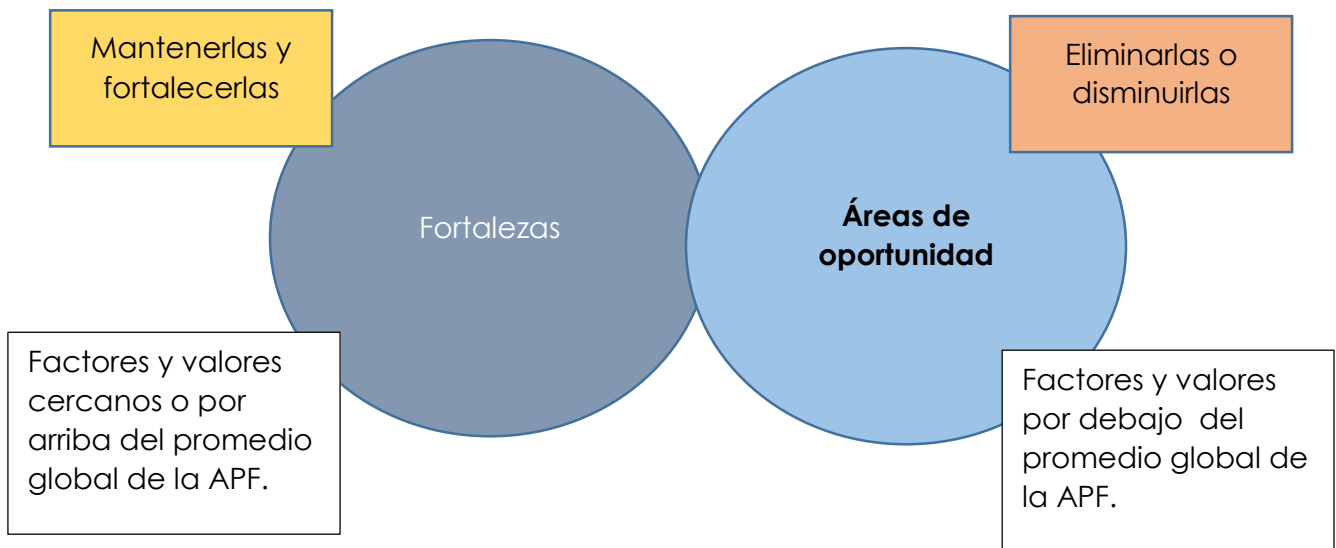 Mantenerlas y
fortalecerlas
Eliminarlas o
disminuirlas
Fortalezas
Áreas de
oportunidad
Factores y valores
cercanos o por
arriba del promedio
global de la APF.
Factores y valores
por debajo  del
promedio global de
la APF.